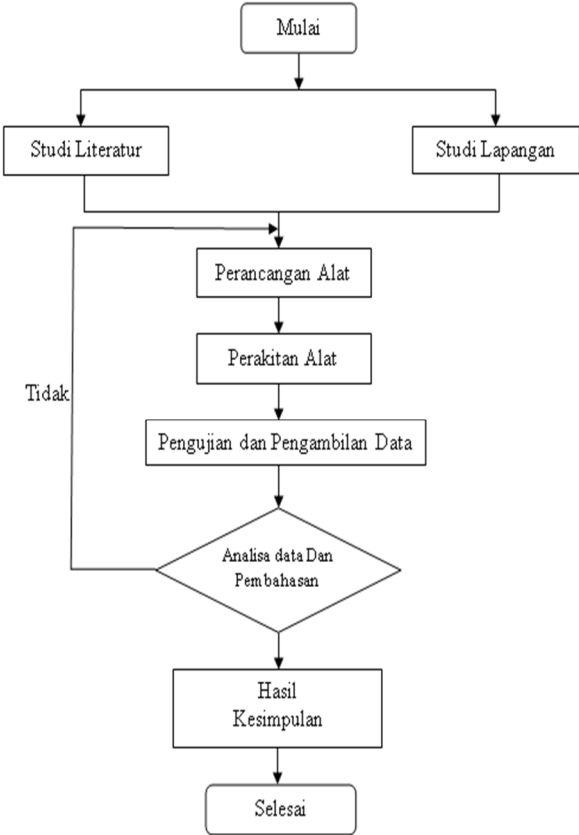 Mulai
Studi Literatur
Studi Lapangan
Perancangan Alat
Perakitan Alat
Tidak
Pengujian dan Pengambilan Data
Analisa data Dan
Pembahasan
Hasil
Kesimpulan
Selesai